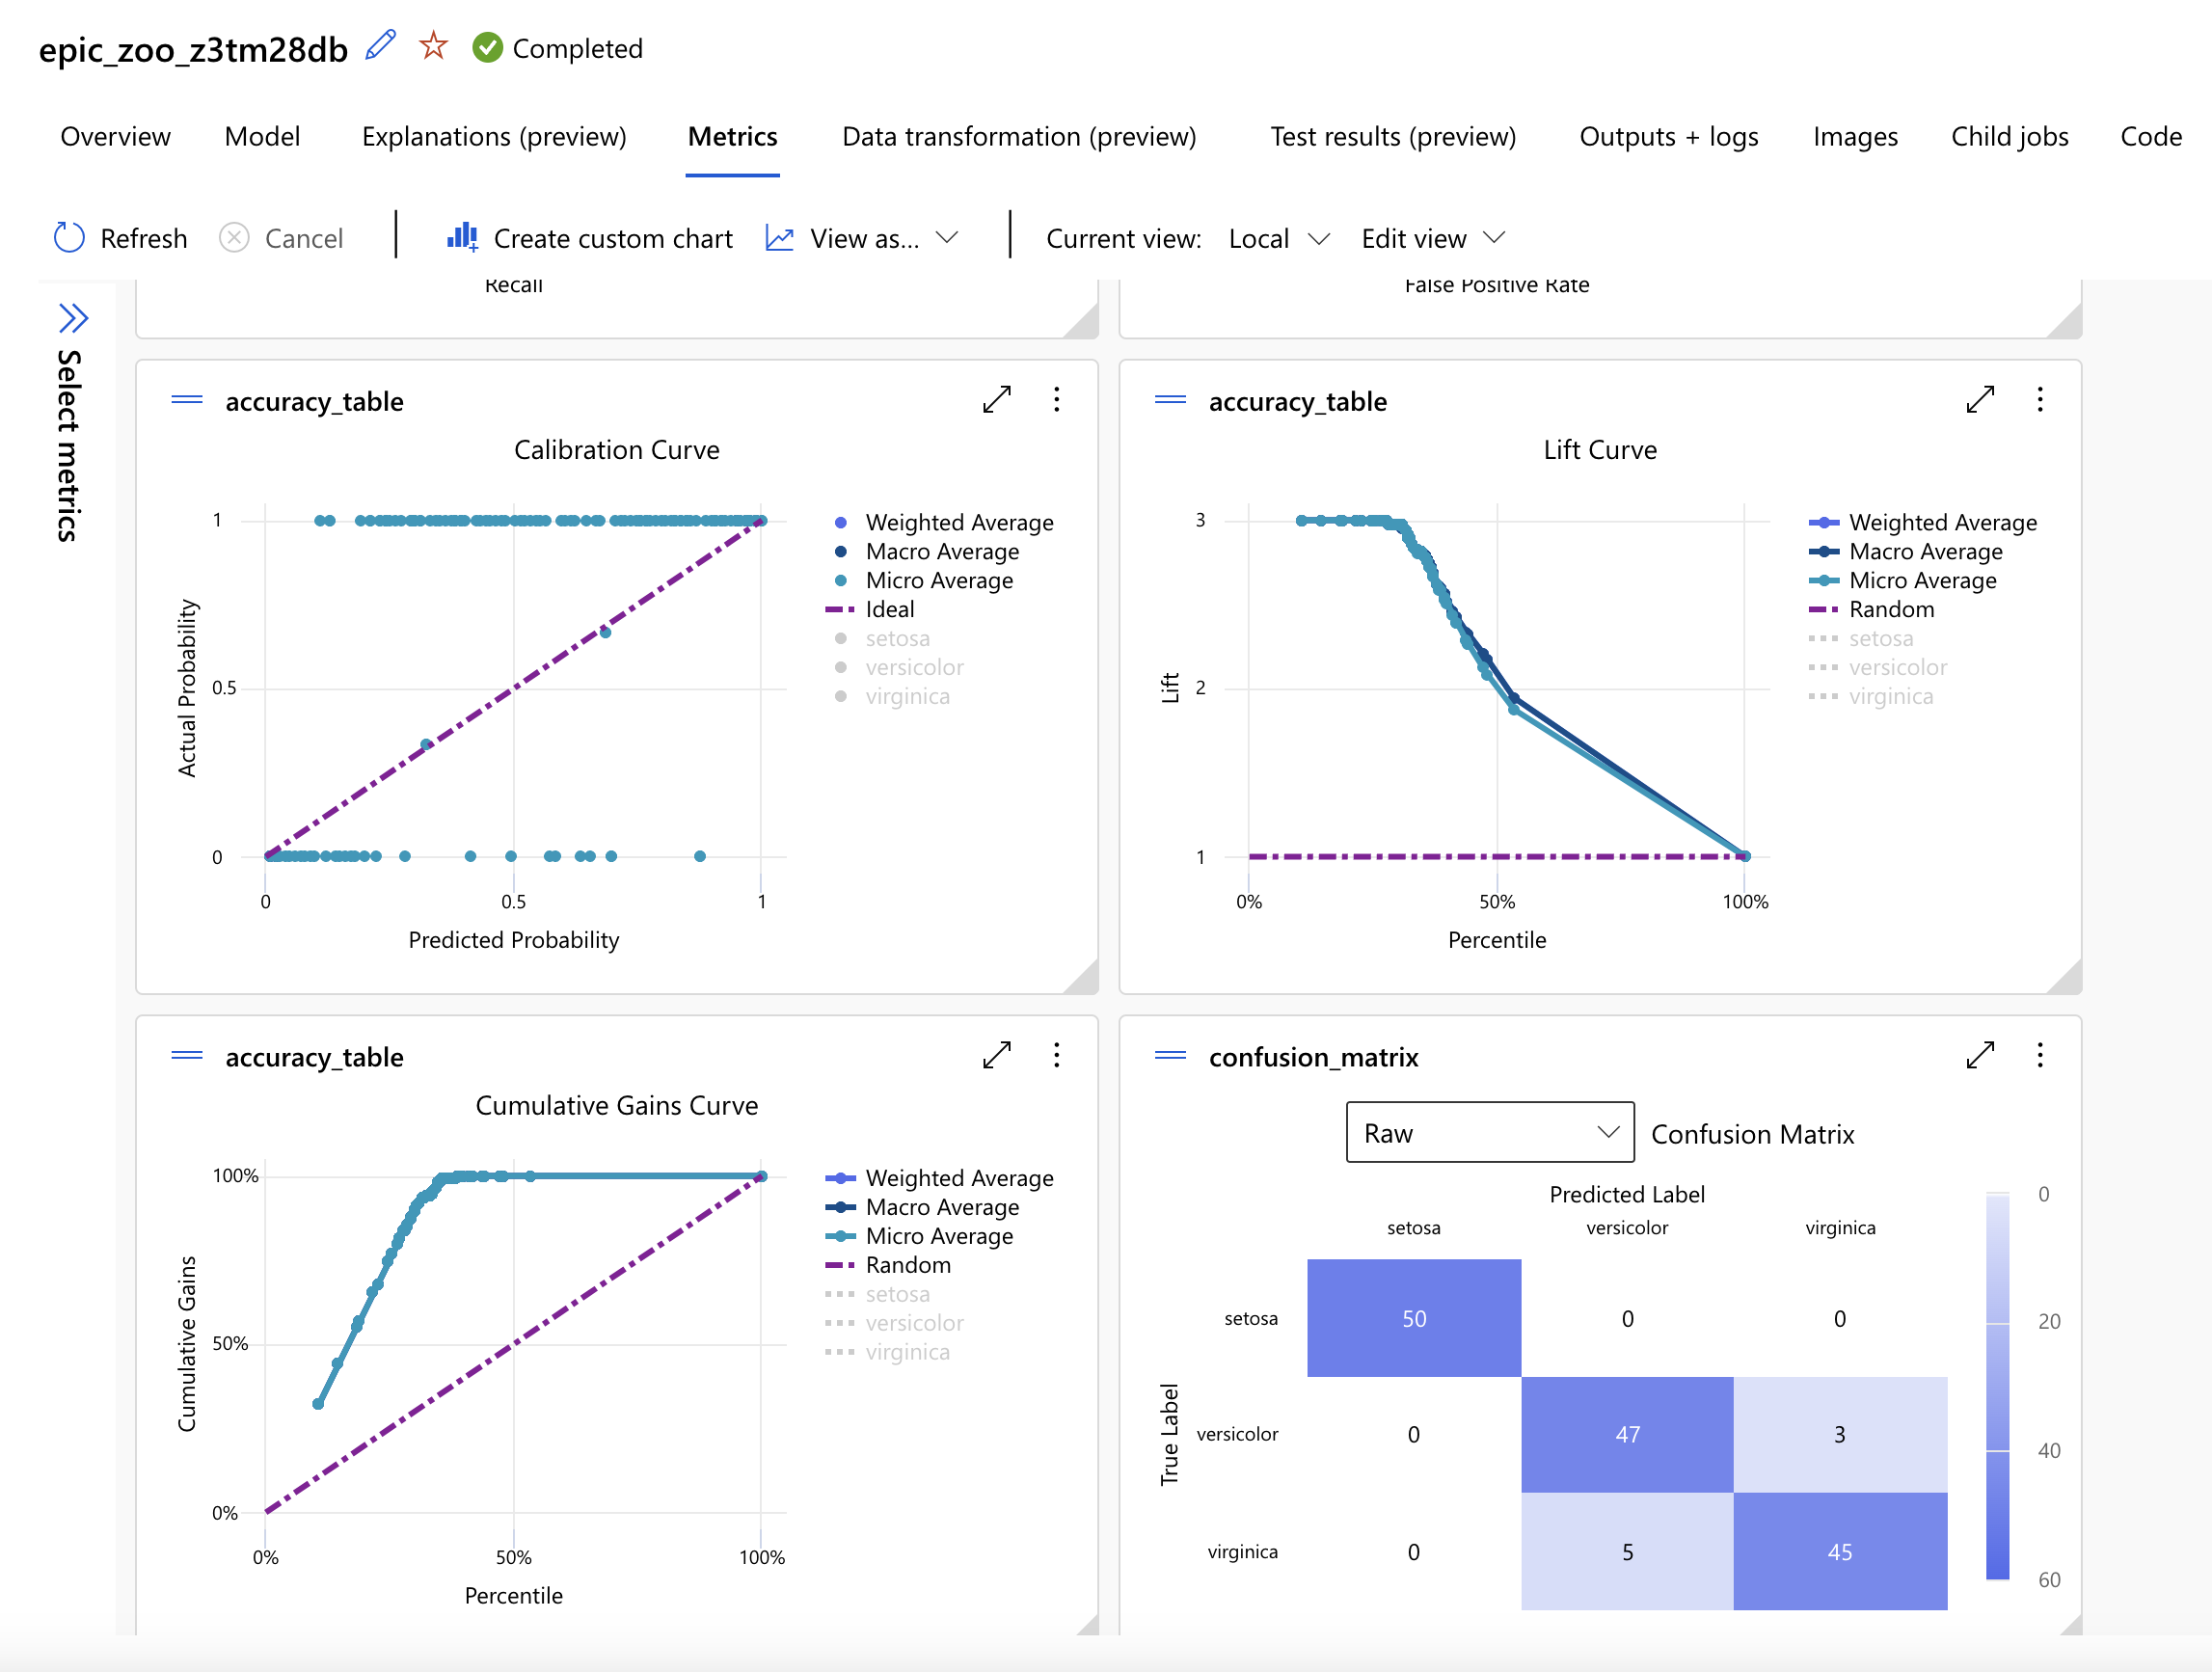 epic_zoo_z3tm28db Completed
Overview Model Explanations (preview) Metrics Data transformation (preview) Test results (preview) Outputs + logs Images Child jobs Code
Refresh Cancel Create custom chart View as... Current view: Local Edit view
Select metrics
Recall
False Positive Rate
accuracy_table
Calibration Curve
Actual Probability
1
0.5
0
0 0.5 1
Predicted Probability
Weighted Average
Macro Average
Micro Average
Ideal
setosa
versicolor
virginica
accuracy_table
Lift Curve
Lift
3
2
1
0% 50% 100%
Percentile
Weighted Average
Macro Average
Micro Average
Random
setosa
versicolor
virginica
accuracy_table
Cumulative Gains Curve
Cumulative Gains
100%
50%
0%
0% 50% 100%
Percentile
Weighted Average
Macro Average
Micro Average
Random
setosa
versicolor
virginica
confusion_matrix
Raw Confusion Matrix
Predicted Label
setosa versicolor virginica
True Label
setosa 50 0 0
versicolor 0 47 3
virginica 0 5 45
0
20
40
60